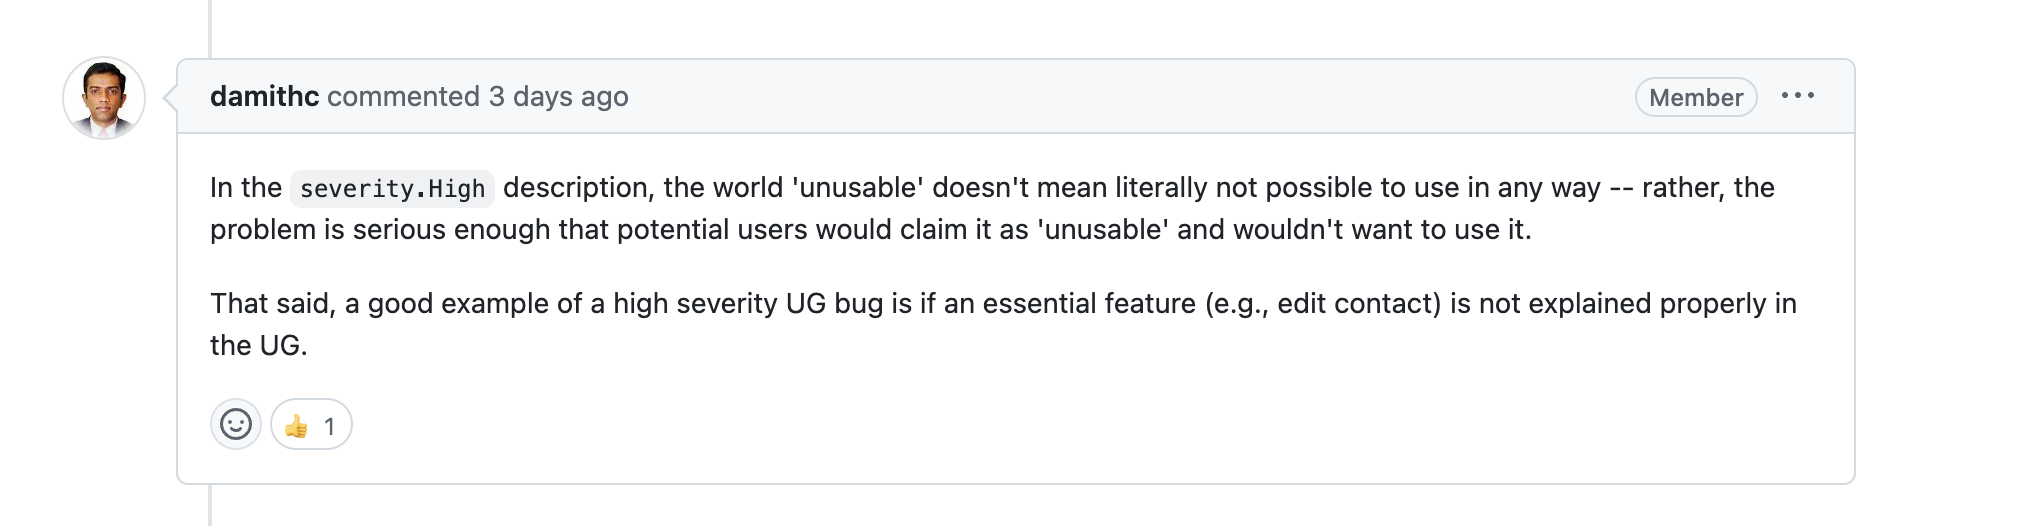 damithc commented 3 days ago
Member
In the severity.High description, the world 'unusable' doesn't mean literally not possible to use in any way -- rather, the
problem is serious enough that potential users would claim it as 'unusable' and wouldn't want to use it.
That said, a good example of a high severity UG bug is if an essential feature (e.g., edit contact) is not explained properly in
the UG.
👍 1